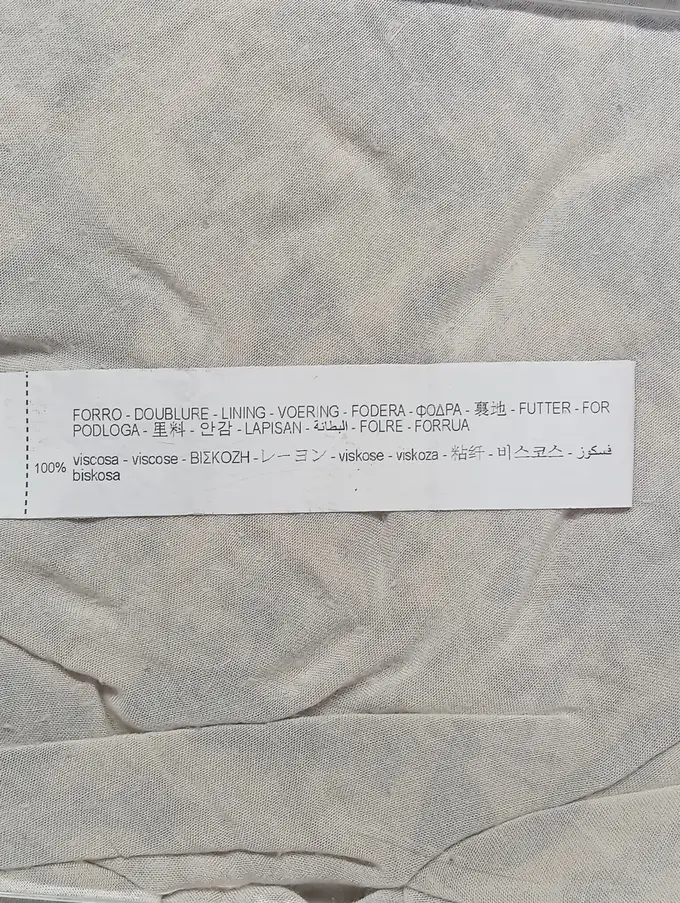 FORRO - DOUBLURE - LINING - VOERING - FODERA - ΦΟΔΡΑ - 裏地 - FUTTER - FOR
PODLOGA - 里料 - 안감 - LAPISAN - البطانة - FOLRE - FORRUA
100% viscosa - viscose - ΒΙΣΚΟΖΗ - レーヨン - viskose - viskoza - 粘纤 - 비스코스 - فسكوز
biskosa